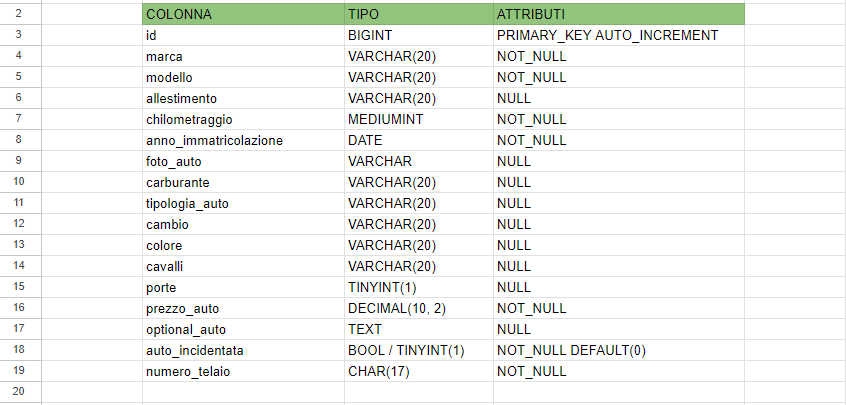 2 COLONNA TIPO ATTRIBUTI
3 id BIGINT PRIMARY_KEY AUTO_INCREMENT
4 marca VARCHAR(20) NOT_NULL
5 modello VARCHAR(20) NOT_NULL
6 allestimento VARCHAR(20) NULL
7 chilometraggio MEDIUMINT NOT_NULL
8 anno_immatricolazione DATE NOT_NULL
9 foto_auto VARCHAR NULL
10 carburante VARCHAR(20) NULL
11 tipologia_auto VARCHAR(20) NULL
12 cambio VARCHAR(20) NULL
13 colore VARCHAR(20) NULL
14 cavalli VARCHAR(20) NULL
15 porte TINYINT(1) NULL
16 prezzo_auto DECIMAL(10, 2) NOT_NULL
17 optional_auto TEXT NULL
18 auto_incidentata BOOL / TINYINT(1) NOT_NULL DEFAULT(0)
19 numero_telaio CHAR(17) NOT_NULL
20